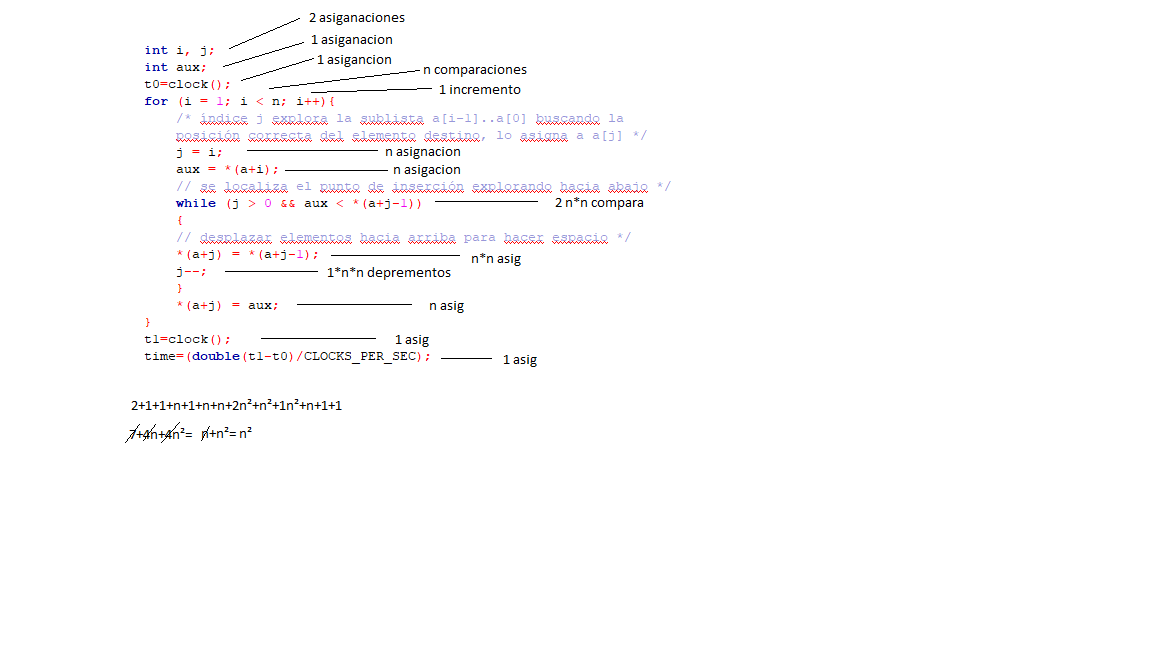 2 asiganaciones
int i, j;
1 asiganacion
int aux;
1 asigancion
t0=clock();
n comparaciones
for (i = 1; i < n; i++){
1 incremento
/* índice j explora la sublista a[i-1]..a[0] buscando la
posición correcta del elemento destino, lo asigna a a[j] */
j = i;
n asignacion
aux = *(a+i);
n asigacion
// se localiza el punto de inserción explorando hacia abajo */
while (j > 0 && aux < *(a+j-1))
2 n*n compara
{
// desplazar elementos hacia arriba para hacer espacio */
*(a+j) = *(a+j-1);
n*n asig
j--;
1*n*n deprementos
}
*(a+j) = aux;
n asig
}
t1=clock();
1 asig
time=(double(t1-t0)/CLOCKS_PER_SEC);
1 asig
2+1+1+n+1+n+n+2n²+n²+1n²+n+1+1
7+4n+4n²= n+n²= n²